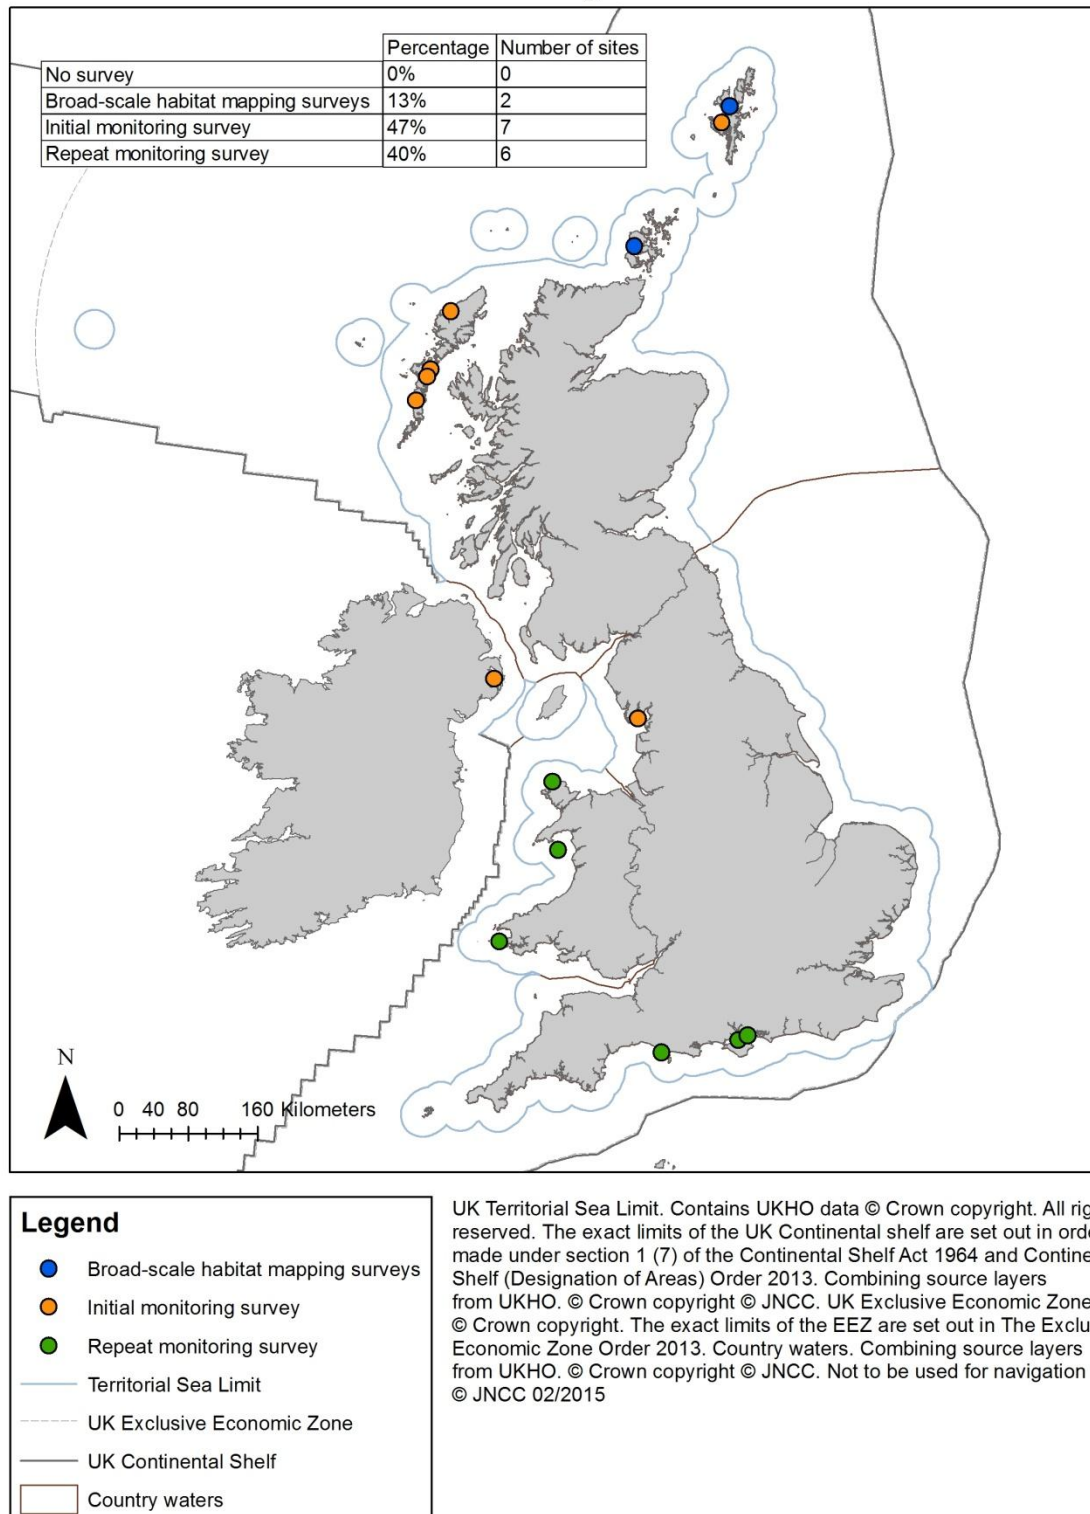 Percentage Number of sites
No survey 0% 0
Broad-scale habitat mapping surveys 13% 2
Initial monitoring survey 47% 7
Repeat monitoring survey 40% 6
N
0 40 80 160 Kilometers
Legend
Broad-scale habitat mapping surveys
Initial monitoring survey
Repeat monitoring survey
Territorial Sea Limit
UK Exclusive Economic Zone
UK Continental Shelf
Country waters
UK Territorial Sea Limit. Contains UKHO data © Crown copyright. All rig
reserved. The exact limits of the UK Continental shelf are set out in orde
made under section 1 (7) of the Continental Shelf Act 1964 and Contine
Shelf (Designation of Areas) Order 2013. Combining source layers
from UKHO. © Crown copyright © JNCC. UK Exclusive Economic Zone
© Crown copyright. The exact limits of the EEZ are set out in The Exclu
Economic Zone Order 2013. Country waters. Combining source layers
from UKHO. © Crown copyright © JNCC. Not to be used for navigation
© JNCC 02/2015